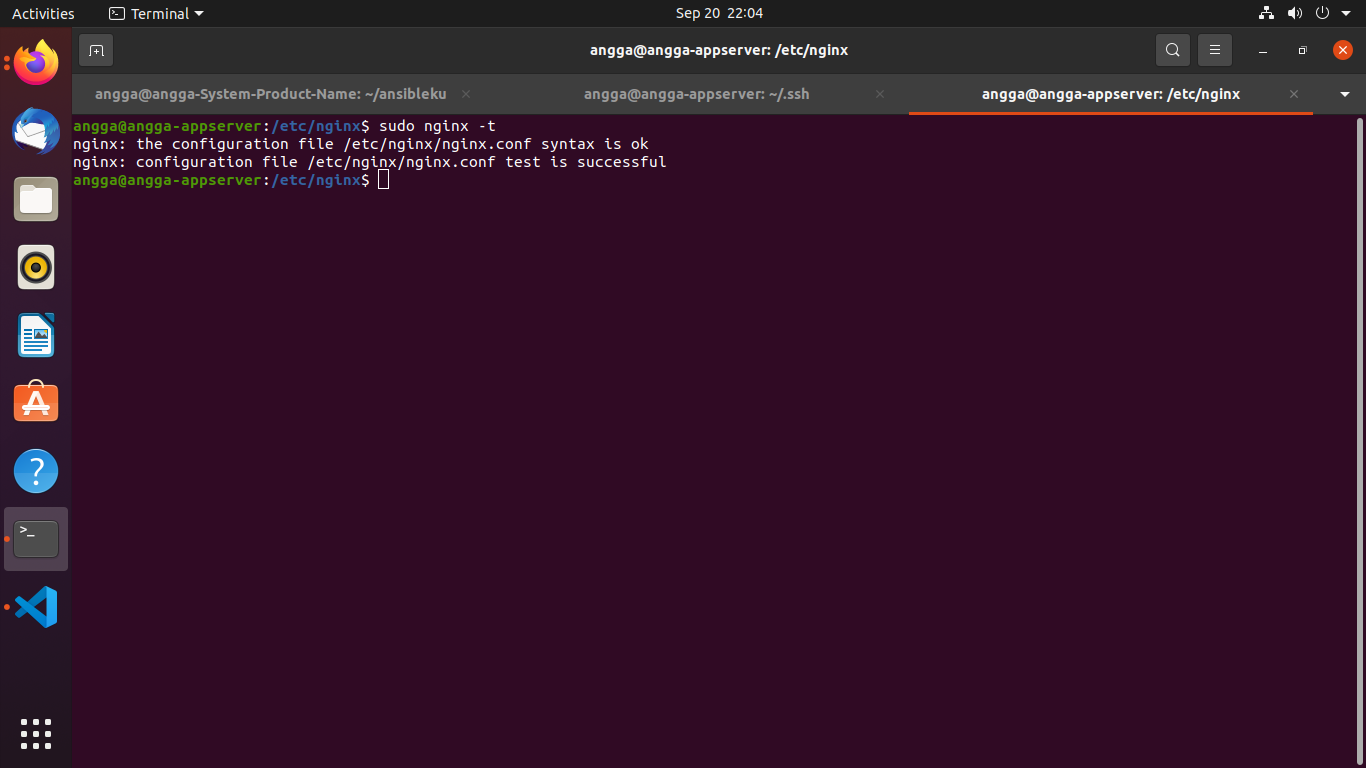 Activities
Terminal
Sep 20 22:04
angga@angga-appserver: /etc/nginx
angga@angga-System-Product-Name: ~/ansibleku
angga@angga-appserver: ~/.ssh
angga@angga-appserver: /etc/nginx
angga@angga-appserver:/etc/nginx$ sudo nginx -t
nginx: the configuration file /etc/nginx/nginx.conf syntax is ok
nginx: configuration file /etc/nginx/nginx.conf test is successful
angga@angga-appserver:/etc/nginx$